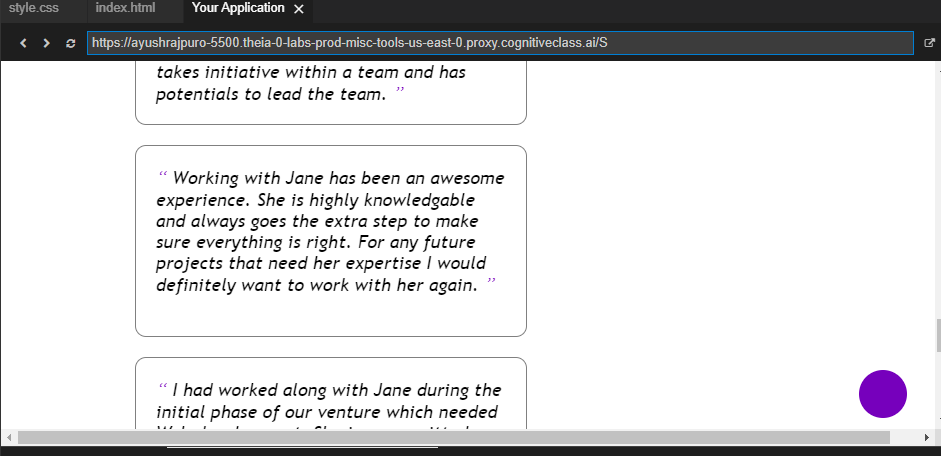 style.css index.html Your Application
https://ayushrajpuro-5500.theia-0-labs-prod-misc-tools-us-east-0.proxy.cognitiveclass.ai/S
takes initiative within a team and has
potentials to lead the team. ”
“ Working with Jane has been an awesome
experience. She is highly knowledgable
and always goes the extra step to make
sure everything is right. For any future
projects that need her expertise I would
definitely want to work with her again. ”
“ I had worked along with Jane during the
initial phase of our venture which needed